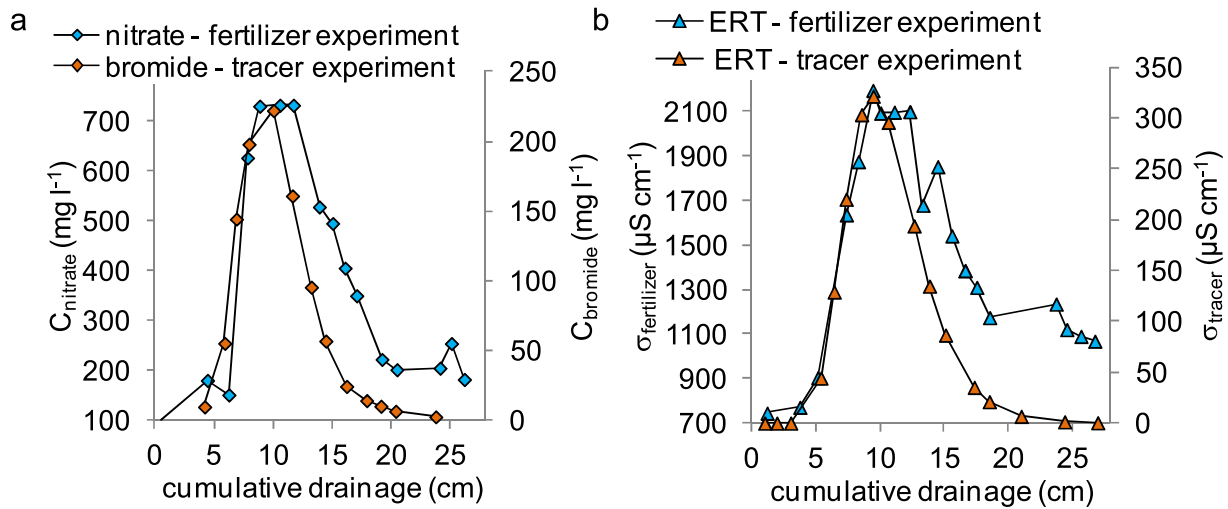 a
nitrate - fertilizer experiment
bromide - tracer experiment
700
600
500
400
300
200
100
C_nitrate (mg l⁻¹)
250
200
150
100
50
0
C_bromide (mg l⁻¹)
0 5 10 15 20 25
cumulative drainage (cm)
b
ERT - fertilizer experiment
ERT - tracer experiment
2100
1900
1700
1500
1300
1100
900
700
σ_fertilizer (µS cm⁻¹)
350
300
250
200
150
100
50
0
σ_tracer (µS cm⁻¹)
0 5 10 15 20 25
cumulative drainage (cm)